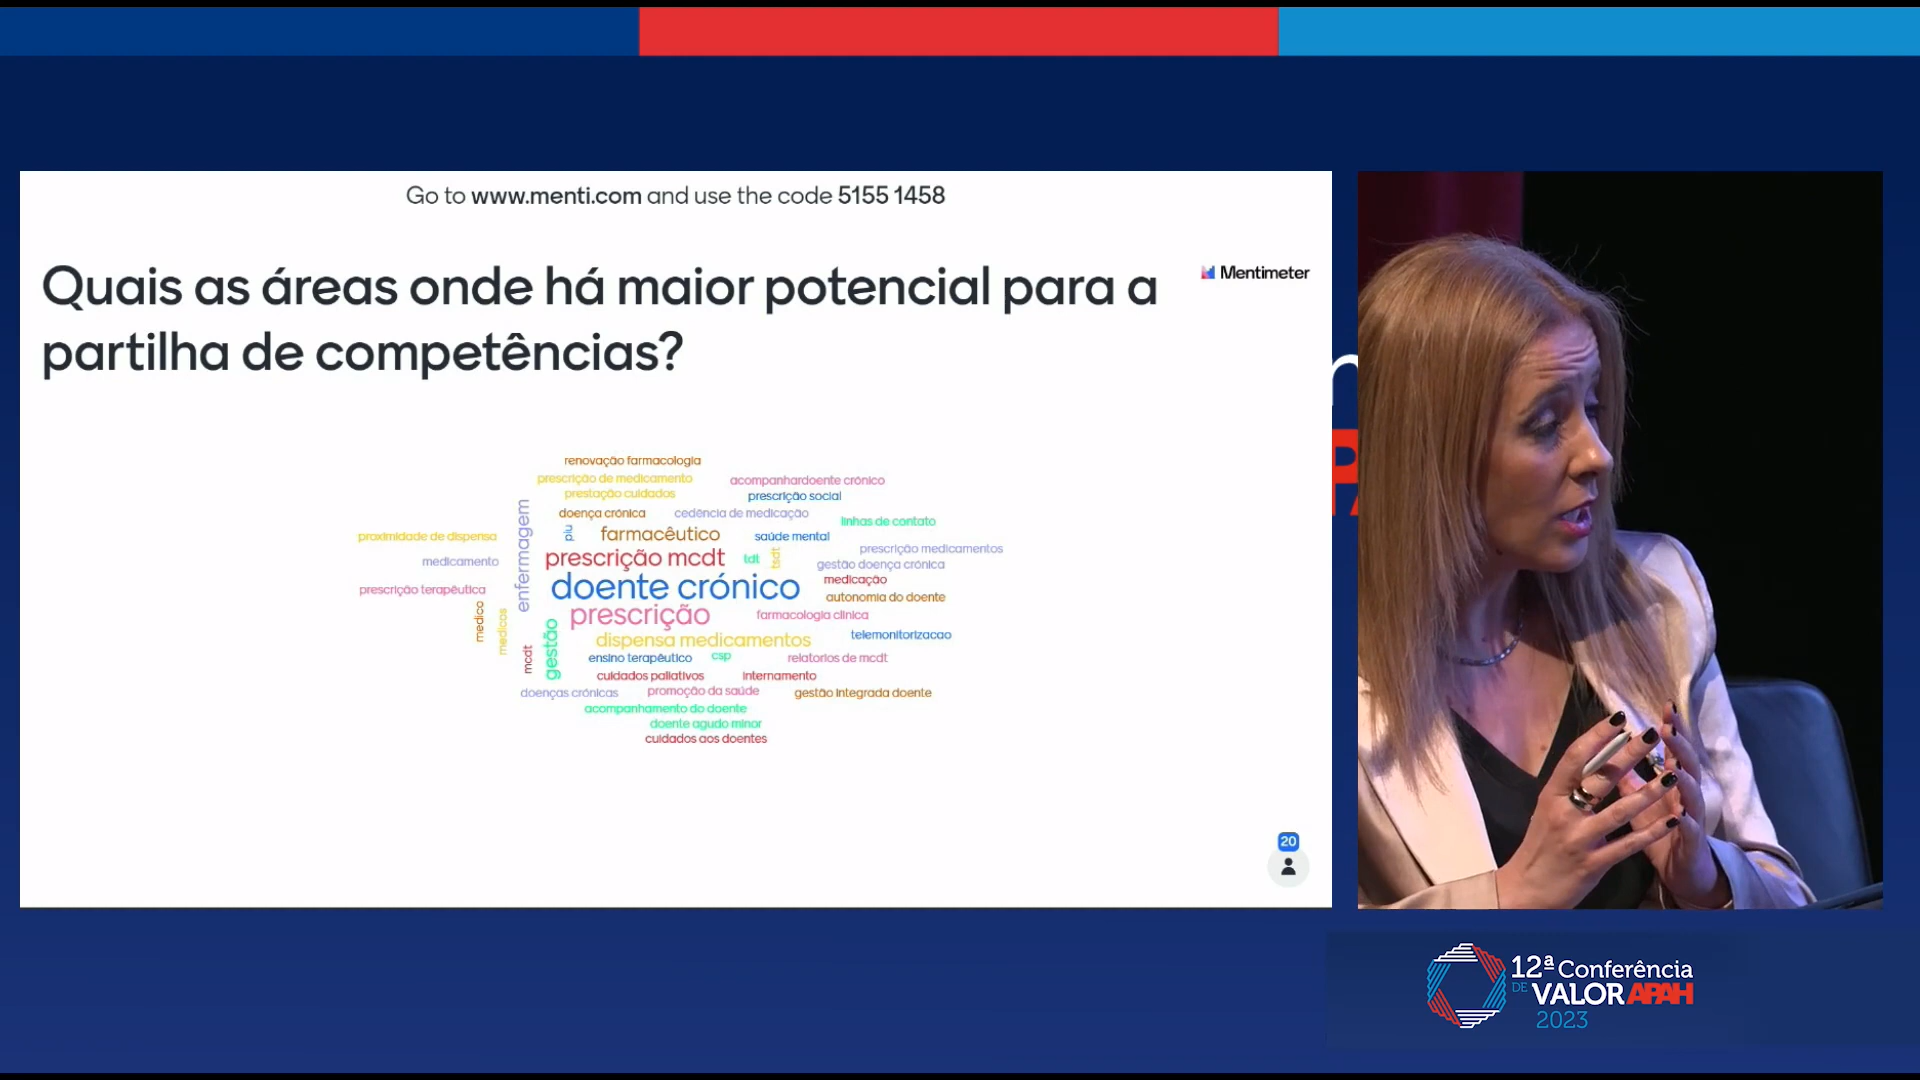 Go to www.menti.com and use the code 5155 1458
Quais as áreas onde há maior potencial para a
partilha de competências?
Mentimeter
renovação farmacologia
prescrição de medicamento
acompanhardoente crónico
prestação cuidados
prescrição social
doença crónica
cedência de medicação
linhas de contato
enfermagem
piu
farmacêutico
saúde mental
proximidade de dispensa
prescrição medicamentos
prescrição mcdt
tdt
tsdt
medicamento
gestão doença crónica
doente crónico
medicação
prescrição terapêutica
autonomia do doente
medico
medicos
prescrição
farmacologia clinica
gestão
dispensa medicamentos
telemonitorizacao
mcdt
ensino terapêutico
csp
relatorios de mcdt
cuidados paliativos
internamento
doenças crónicas
promoção da saúde
gestão integrada doente
acompanhamento do doente
doente agudo minor
cuidados aos doentes
20
12ª Conferência
DE VALOR APAH
2023